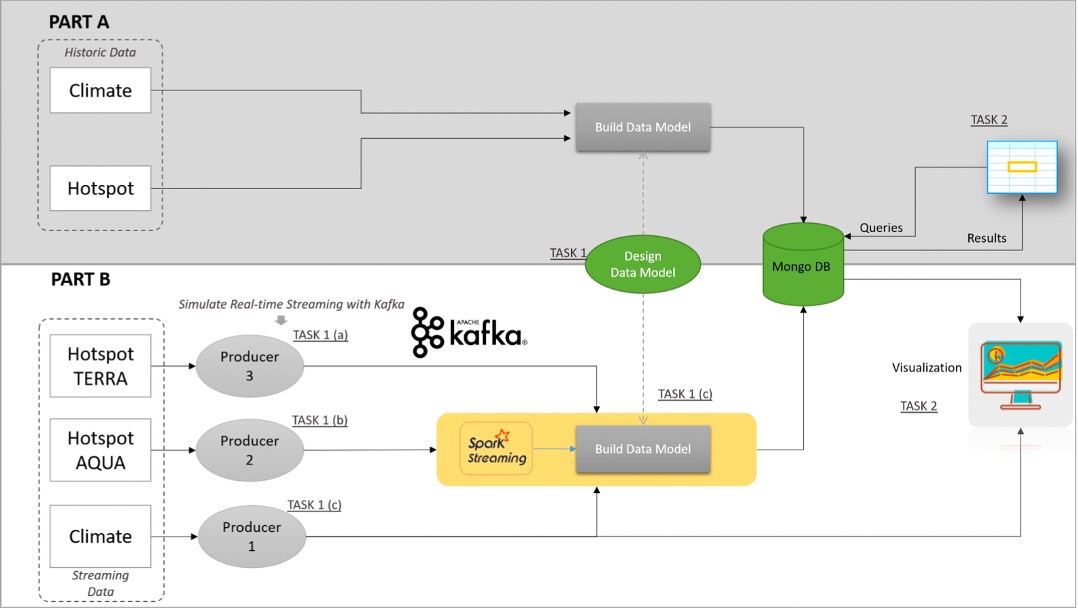 PART A
Historic Data
Climate
Hotspot
Build Data Model
TASK 2
Queries
Results
TASK 1
Design
Data Model
Mongo DB
PART B
Simulate Real-time Streaming with Kafka
TASK 1 (a)
APACHE
kafka®
Hotspot
TERRA
Producer
3
Visualization
TASK 2
TASK 1 (c)
TASK 1 (b)
Hotspot
AQUA
Producer
2
Spark
Streaming
Build Data Model
TASK 1 (c)
Climate
Producer
1
Streaming
Data